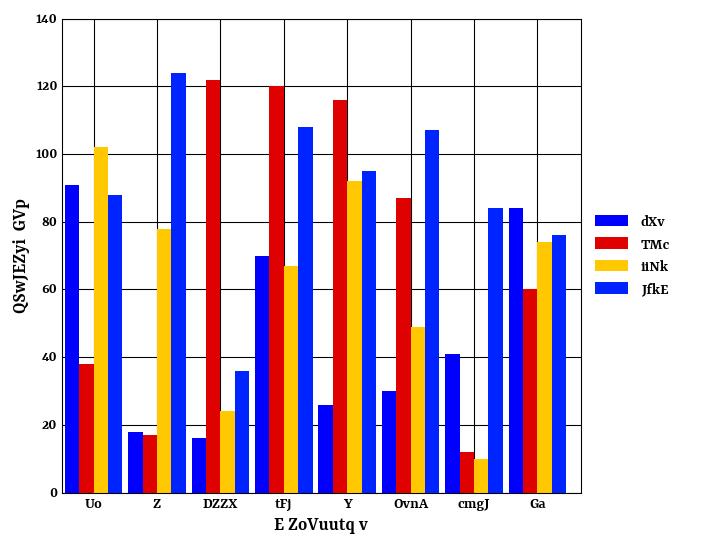 140
120
100
80
60
40
20
0
QSwJEZyi GVp
Uo Z DZZX tFj Y OvnA cmgJ Ga
E ZoVuutq v
dXv
TMc
iiNk
JfkE